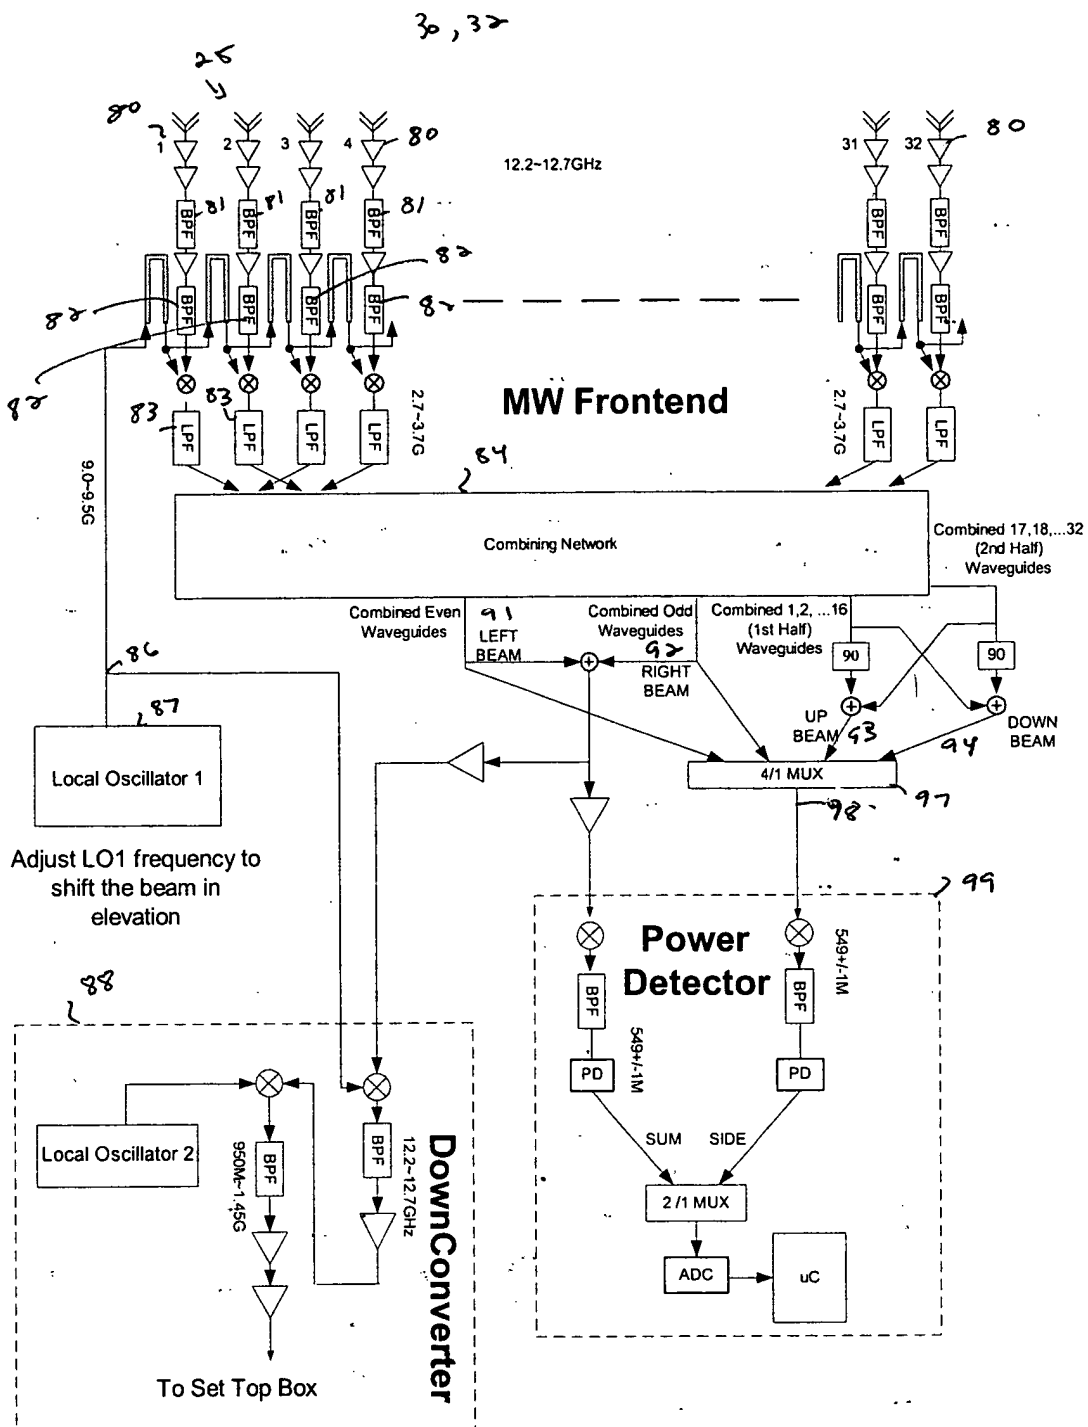 30, 32
28
80
1
2
3
4
80
31
32
80
12.2~12.7GHz
81
81
81
81
BPF
BPF
BPF
BPF
BPF
BPF
82
82
82
82
BPF
BPF
BPF
BPF
BPF
BPF
83
83
LPF
LPF
LPF
LPF
LPF
LPF
2.7~3.7G
2.7~3.7G
MW Frontend
9.0~9.5G
84
Combining Network
Combined 17,18,...32
(2nd Half)
Waveguides
Combined Even
Waveguides
91
LEFT
BEAM
Combined Odd
Waveguides
92
RIGHT
BEAM
Combined 1,2, ...16
(1st Half)
Waveguides
90
90
UP
BEAM
93
94
DOWN
BEAM
86
87
Local Oscillator 1
4/1 MUX
97
98
Adjust LO1 frequency to
shift the beam in
elevation
99
Power
Detector
549+/-1M
BPF
BPF
549+/-1M
PD
PD
SUM
SIDE
2 /1 MUX
ADC
uC
88
Local Oscillator 2
BPF
950M~1.45G
BPF
12.2~12.7GHz
DownConverter
To Set Top Box